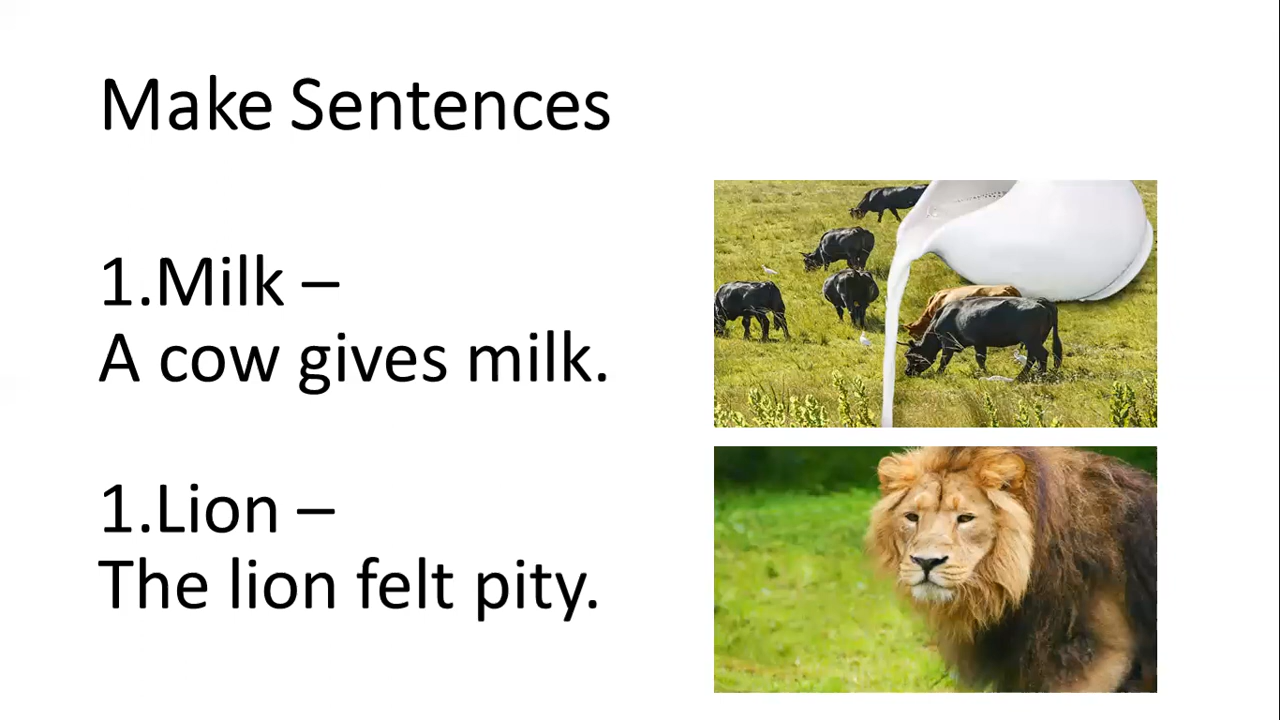 Make Sentences
1.Milk –
A cow gives milk.
1.Lion –
The lion felt pity.